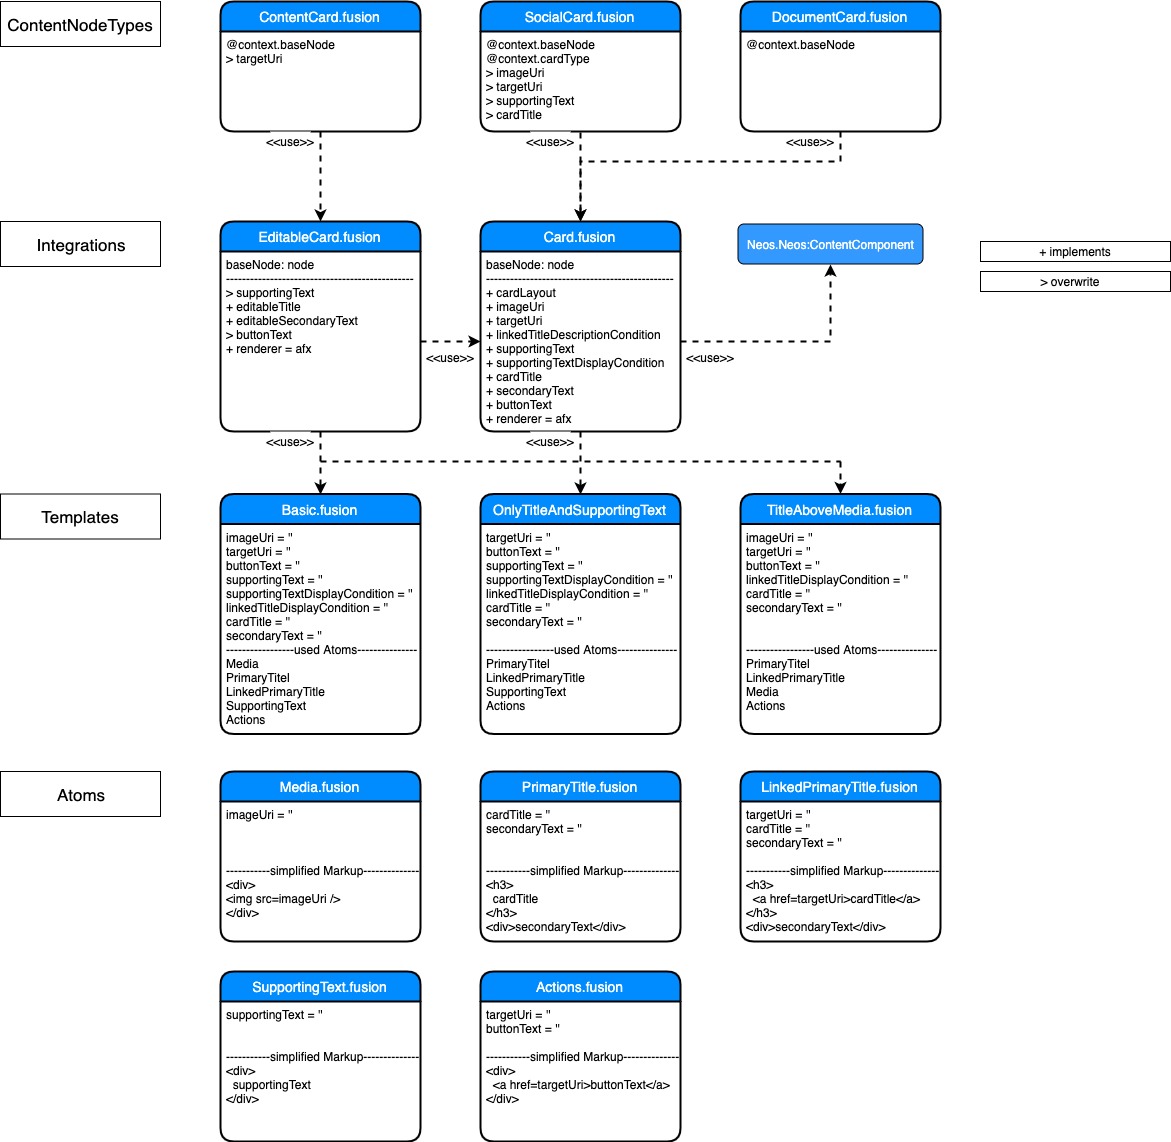 ContentNodeTypes
ContentCard.fusion
@context.baseNode
> targetUri
<<use>>
SocialCard.fusion
@context.baseNode
@context.cardType
> imageUri
> targetUri
> supportingText
> cardTitle
<<use>>
DocumentCard.fusion
@context.baseNode
<<use>>
Integrations
EditableCard.fusion
baseNode: node
-------------------------------------------
> supportingText
+ editableTitle
+ editableSecondaryText
> buttonText
+ renderer = afx
<<use>>
<<use>>
Card.fusion
baseNode: node
-------------------------------------------
+ cardLayout
+ imageUri
+ targetUri
+ linkedTitleDescriptionCondition
+ supportingText
+ supportingTextDisplayCondition
+ cardTitle
+ secondaryText
+ buttonText
+ renderer = afx
<<use>>
<<use>>
Neos.Neos:ContentComponent
+ implements
> overwrite
Templates
Basic.fusion
imageUri = ''
targetUri = ''
buttonText = ''
supportingText = ''
supportingTextDisplayCondition = ''
linkedTitleDisplayCondition = ''
cardTitle = ''
secondaryText = ''
----------------used Atoms--------------
Media
PrimaryTitel
LinkedPrimaryTitle
SupportingText
Actions
OnlyTitleAndSupportingText
targetUri = ''
buttonText = ''
supportingText = ''
supportingTextDisplayCondition = ''
linkedTitleDisplayCondition = ''
cardTitle = ''
secondaryText = ''
----------------used Atoms--------------
PrimaryTitel
LinkedPrimaryTitle
SupportingText
Actions
TitleAboveMedia.fusion
imageUri = ''
targetUri = ''
buttonText = ''
linkedTitleDisplayCondition = ''
cardTitle = ''
secondaryText = ''
----------------used Atoms--------------
PrimaryTitel
LinkedPrimaryTitle
Media
Actions
Atoms
Media.fusion
imageUri = ''
-----------simplified Markup--------------
<div>
<img src=imageUri />
</div>
PrimaryTitle.fusion
cardTitle = ''
secondaryText = ''
-----------simplified Markup--------------
<h3>
cardTitle
</h3>
<div>secondaryText</div>
LinkedPrimaryTitle.fusion
targetUri = ''
cardTitle = ''
secondaryText = ''
-----------simplified Markup--------------
<h3>
<a href=targetUri>cardTitle</a>
</h3>
<div>secondaryText</div>
SupportingText.fusion
supportingText = ''
-----------simplified Markup--------------
<div>
supportingText
</div>
Actions.fusion
targetUri = ''
buttonText = ''
-----------simplified Markup--------------
<div>
<a href=targetUri>buttonText</a>
</div>